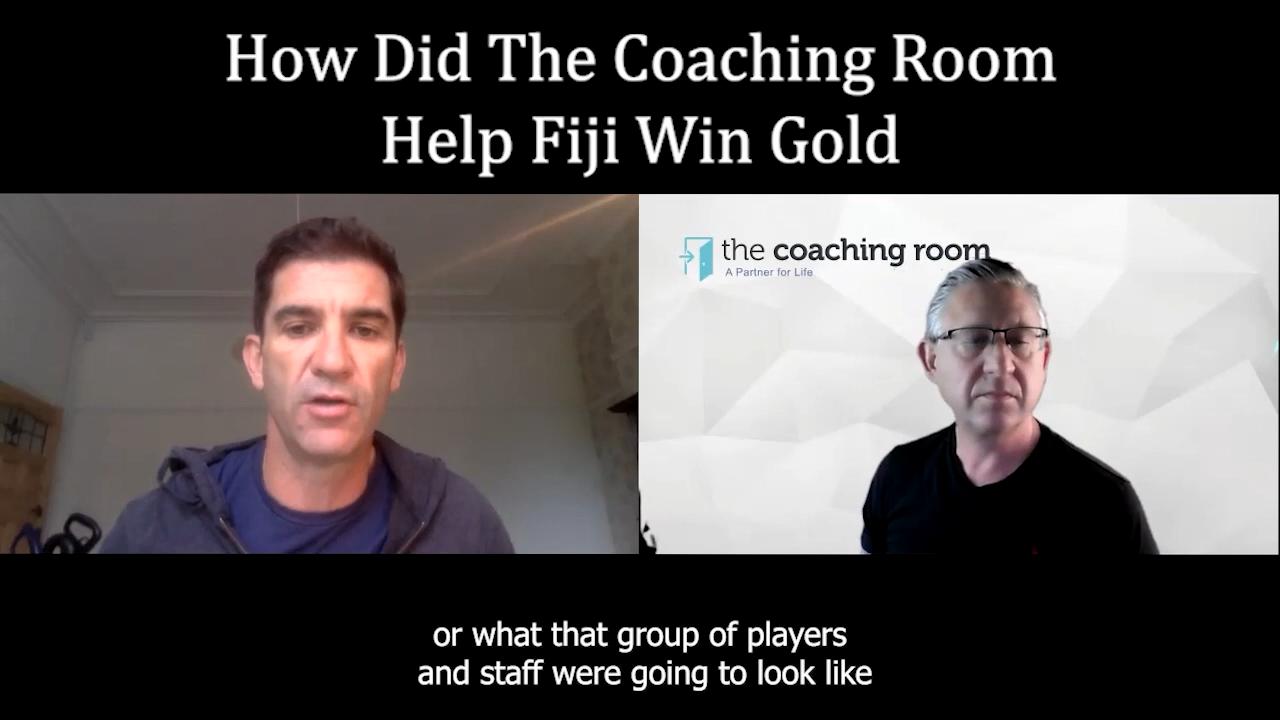 How Did The Coaching Room
Help Fiji Win Gold
the coaching room
A Partner for Life
or what that group of players
and staff were going to look like